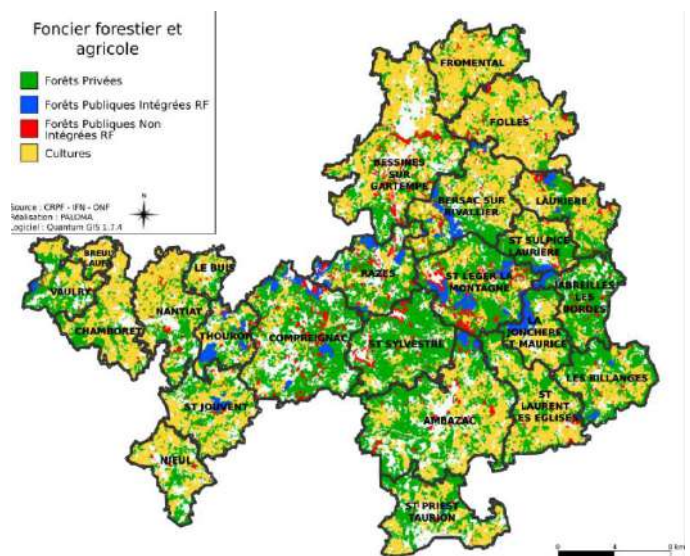 Foncier forestier et
agricole
Forêts Privées
Forêts Publiques Intégrées RF
Forêts Publiques Non
Intégrées RF
Cultures
N
Source : CRPF - IFN - ONF
Réalisation : PALOMA
Logiciel : Quantum GIS 1.7.4
FROMENTAL
FOLLES
BESSINES
SUR
GARTEMPE
BERSAC SUR
RIVALLIER
LAURIERE
ST SULPICE
LAURIERE
BREUIL
LE BUIS
RAZES
ST LEGER LA
MONTAGNE
JABREILLES
LES
BORDES
VAULRY
NANTIAT
CHAMBORET
THOURON
COMPREIGNAC
ST SYLVESTRE
LA
JONCHERE
ST MAURICE
LES BILLANGES
ST JOUVENT
AMBAZAC
ST
LAURENT
LES EGLISES
NIEUL
ST PRIEST
TAURION
0
4
8 km